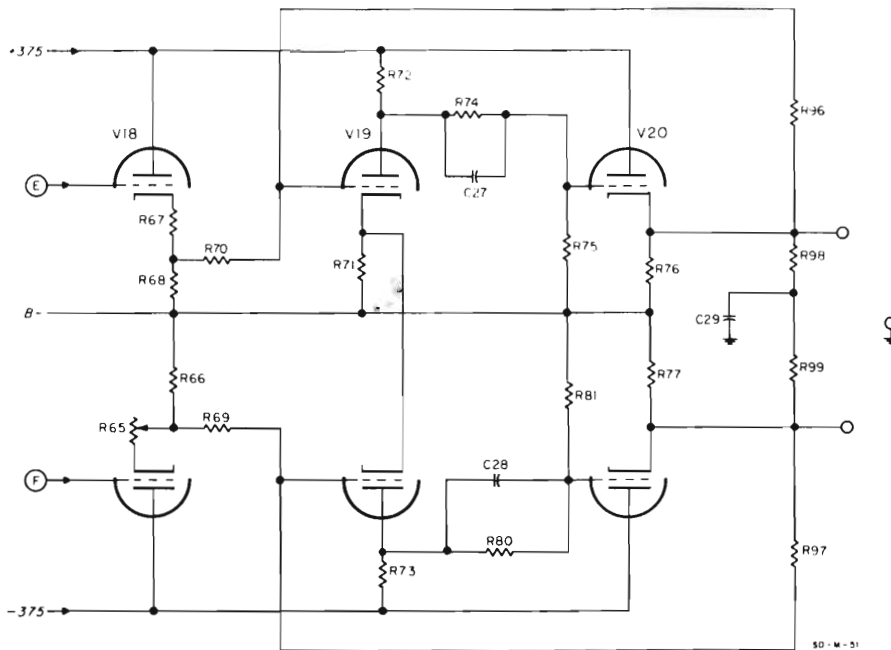 +375
R72
R74
R96
V18
V19
V20
E
C27
R67
R70
R75
R98
R68
R71
R76
B-
C29
R66
R99
R81
R77
R65
R69
C28
F
R80
R97
R73
-375
SD-M-51